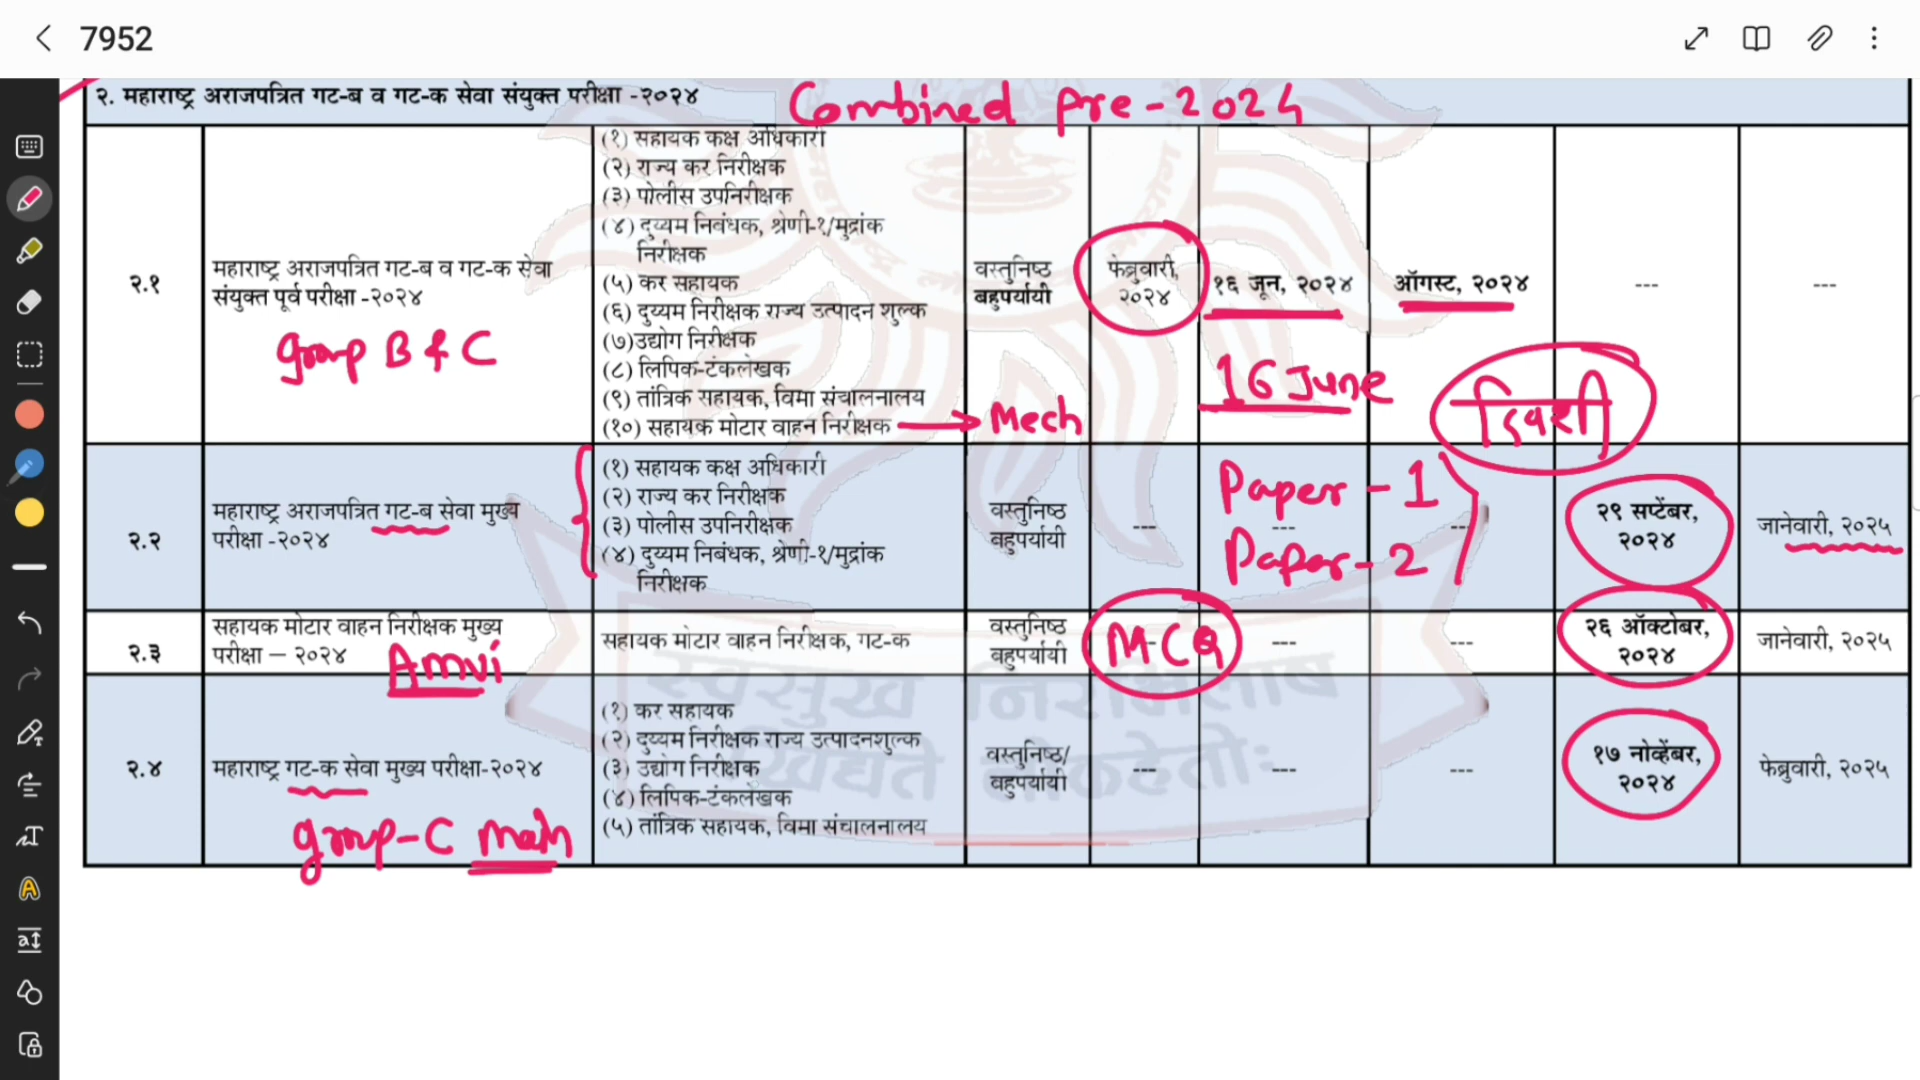 7952
२. महाराष्ट्र अराजपत्रित गट-ब व गट-क सेवा संयुक्त परीक्षा -२०२४
Combined pre-2024
२.१
महाराष्ट्र अराजपत्रित गट-ब व गट-क सेवा
संयुक्त पूर्व परीक्षा -२०२४
group B & C
(१) सहायक कक्ष अधिकारी
(२) राज्य कर निरीक्षक
(३) पोलीस उपनिरीक्षक
(४) दुय्यम निबंधक, श्रेणी-१/मुद्रांक
निरीक्षक
(५) कर सहायक
(६) दुय्यम निरीक्षक राज्य उत्पादन शुल्क
(७)उद्योग निरीक्षक
(८) लिपिक-टंकलेखक
(९) तांत्रिक सहायक, विमा संचालनालय
(१०) सहायक मोटार वाहन निरीक्षक
Mech
वस्तुनिष्ठ
बहुपर्यायी
फेब्रुवारी,
२०२४
१६ जून, २०२४
16 June
ऑगस्ट, २०२४
---
---
२.२
महाराष्ट्र अराजपत्रित गट-ब सेवा मुख्य
परीक्षा -२०२४
(१) सहायक कक्ष अधिकारी
(२) राज्य कर निरीक्षक
(३) पोलीस उपनिरीक्षक
(४) दुय्यम निबंधक, श्रेणी-१/मुद्रांक
निरीक्षक
वस्तुनिष्ठ
बहुपर्यायी
---
---
---
Paper - 1
Paper - 2
२९ सप्टेंबर,
२०२४
जानेवारी, २०२५
२.३
सहायक मोटार वाहन निरीक्षक मुख्य
परीक्षा – २०२४
Amvi
सहायक मोटार वाहन निरीक्षक, गट-क
वस्तुनिष्ठ
बहुपर्यायी
MCQ
---
---
२६ ऑक्टोबर,
२०२४
जानेवारी, २०२५
२.४
महाराष्ट्र गट-क सेवा मुख्य परीक्षा-२०२४
group-C main
(१) कर सहायक
(२) दुय्यम निरीक्षक राज्य उत्पादनशुल्क
(३) उद्योग निरीक्षक
(४) लिपिक-टंकलेखक
(५) तांत्रिक सहायक, विमा संचालनालय
वस्तुनिष्ठ/
बहुपर्यायी
---
---
---
१७ नोव्हेंबर,
२०२४
फेब्रुवारी, २०२५